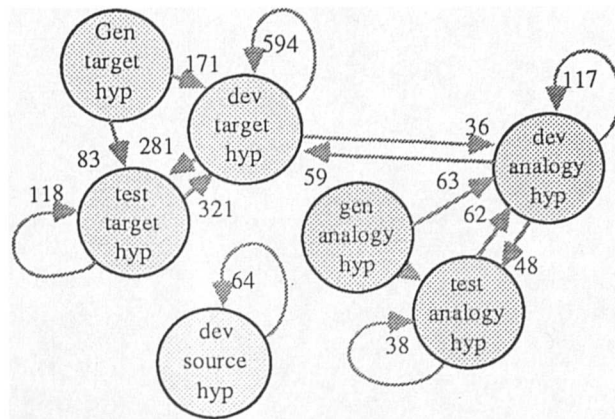 Gen
target
hyp
171
594
dev
target
hyp
83
281
118
test
target
hyp
321
36
59
117
dev
analogy
hyp
63
gen
analogy
hyp
62
48
test
analogy
hyp
38
64
dev
source
hyp